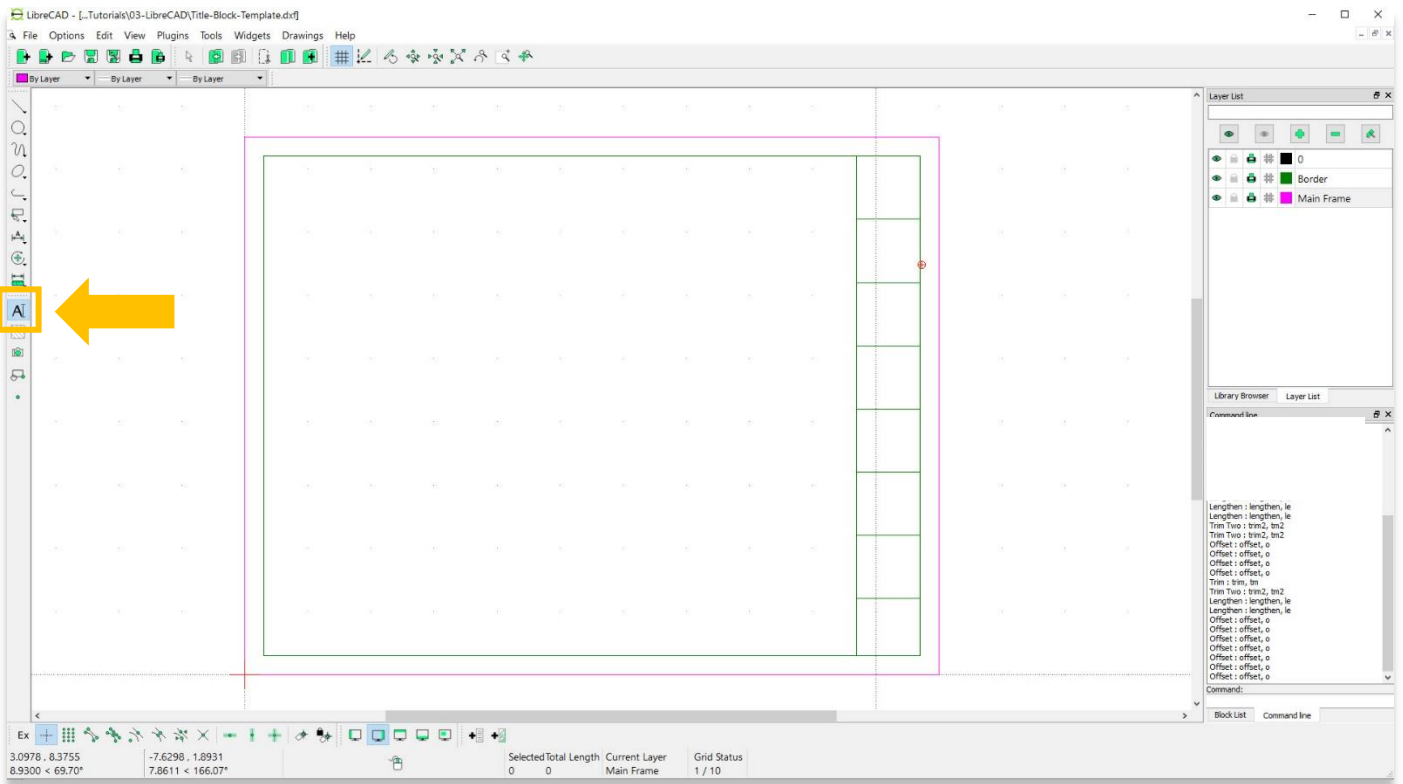 LibreCAD - [...Tutorials\03-LibreCAD\Title-Block-Template.dxf]
File Options Edit View Plugins Tools Widgets Drawings Help
By Layer By Layer By Layer
Layer List
0
Border
Main Frame
A
Library Browser Layer List
Command line
Lengthen : lengthen, le
Lengthen : lengthen, le
Trim Two : trim2, tm2
Trim Two : trim2, tm2
Offset : offset, o
Offset : offset, o
Offset : offset, o
Offset : offset, o
Trim : trim, tm
Trim Two : trim2, tm2
Lengthen : lengthen, le
Lengthen : lengthen, le
Offset : offset, o
Offset : offset, o
Offset : offset, o
Offset : offset, o
Offset : offset, o
Offset : offset, o
Offset : offset, o
Command:
Block List Command line
Ex
3.0978 , 8.3755 -7.6298 , 1.8931 Selected Total Length Current Layer Grid Status
8.9300 < 69.70° 7.8611 < 166.07° 0 0 Main Frame 1 / 10